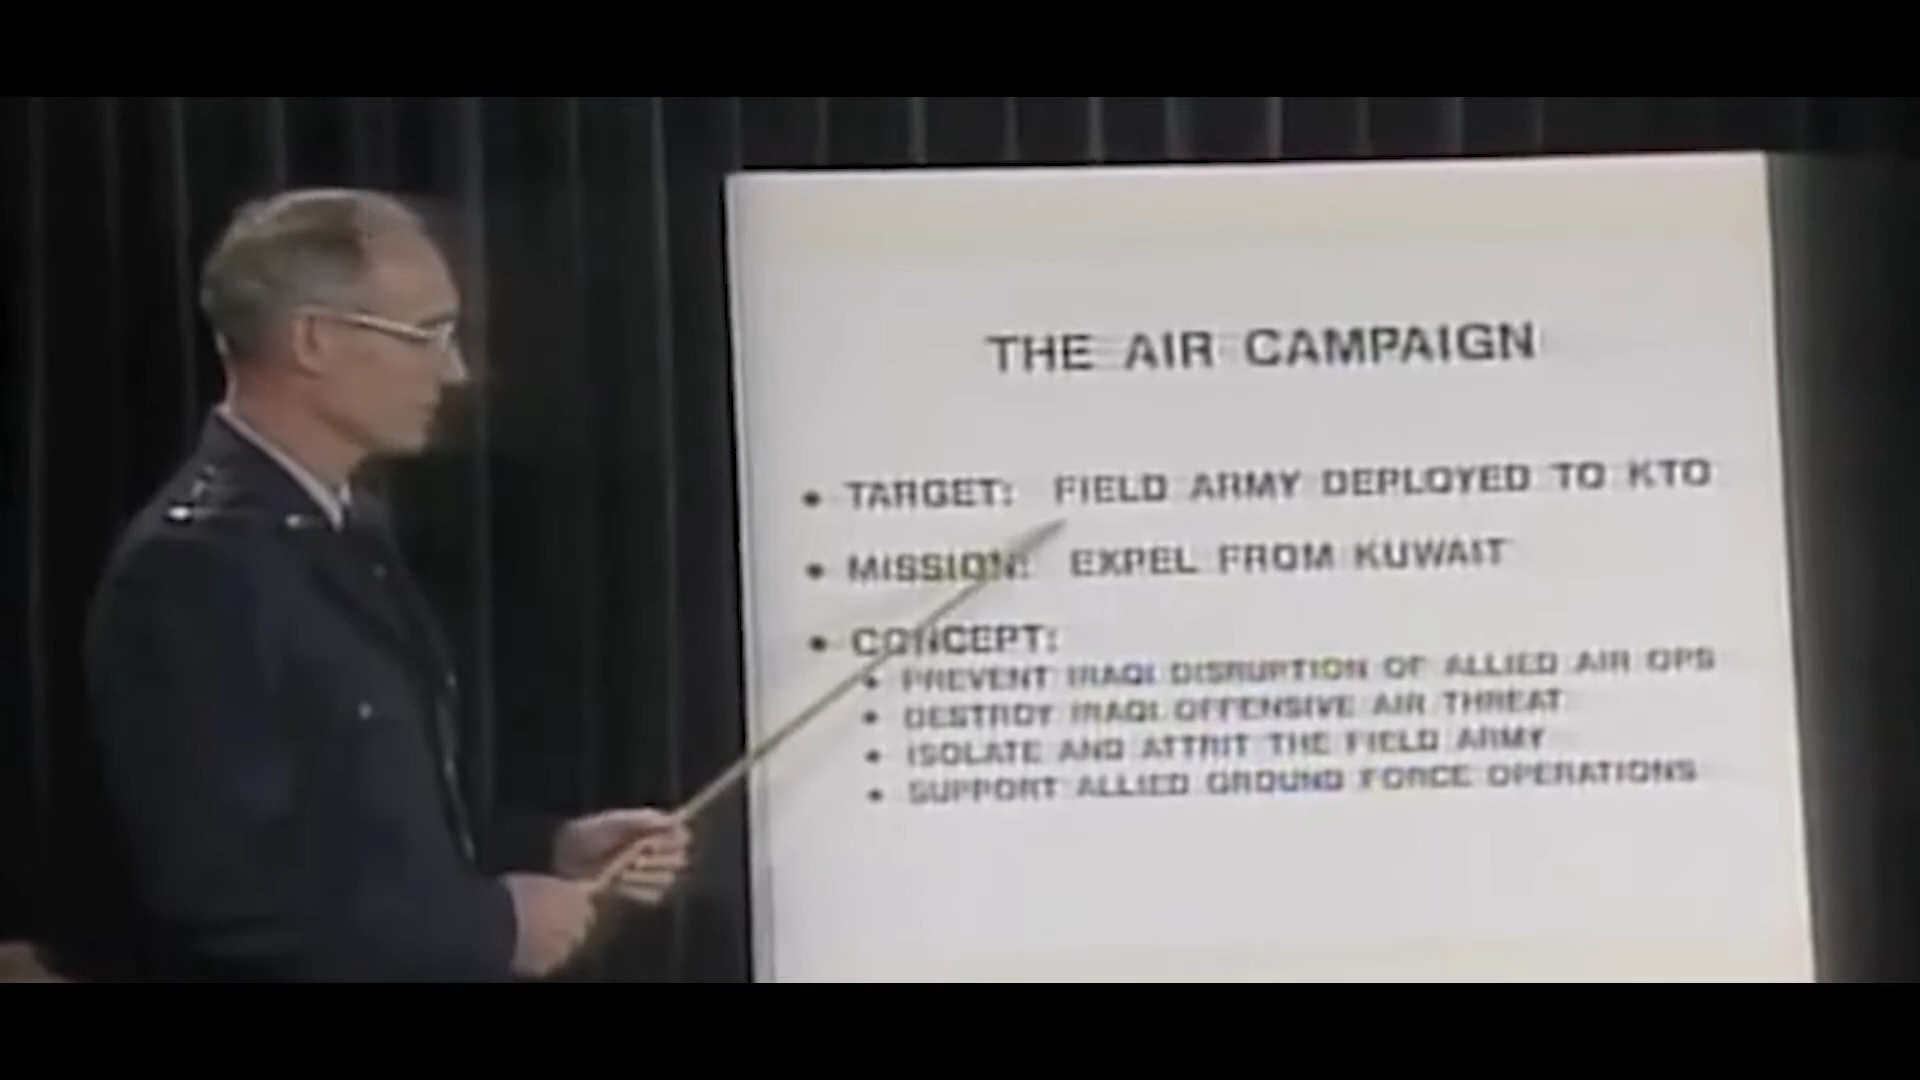 THE AIR CAMPAIGN
• TARGET: FIELD ARMY DEPLOYED TO KTO
• MISSION: EXPEL FROM KUWAIT
• CONCEPT:
• PREVENT IRAQI DISRUPTION OF ALLIED AIR OPS
• DESTROY IRAQI OFFENSIVE AIR THREAT
• ISOLATE AND ATTRIT THE FIELD ARMY
• SUPPORT ALLIED GROUND FORCE OPERATIONS